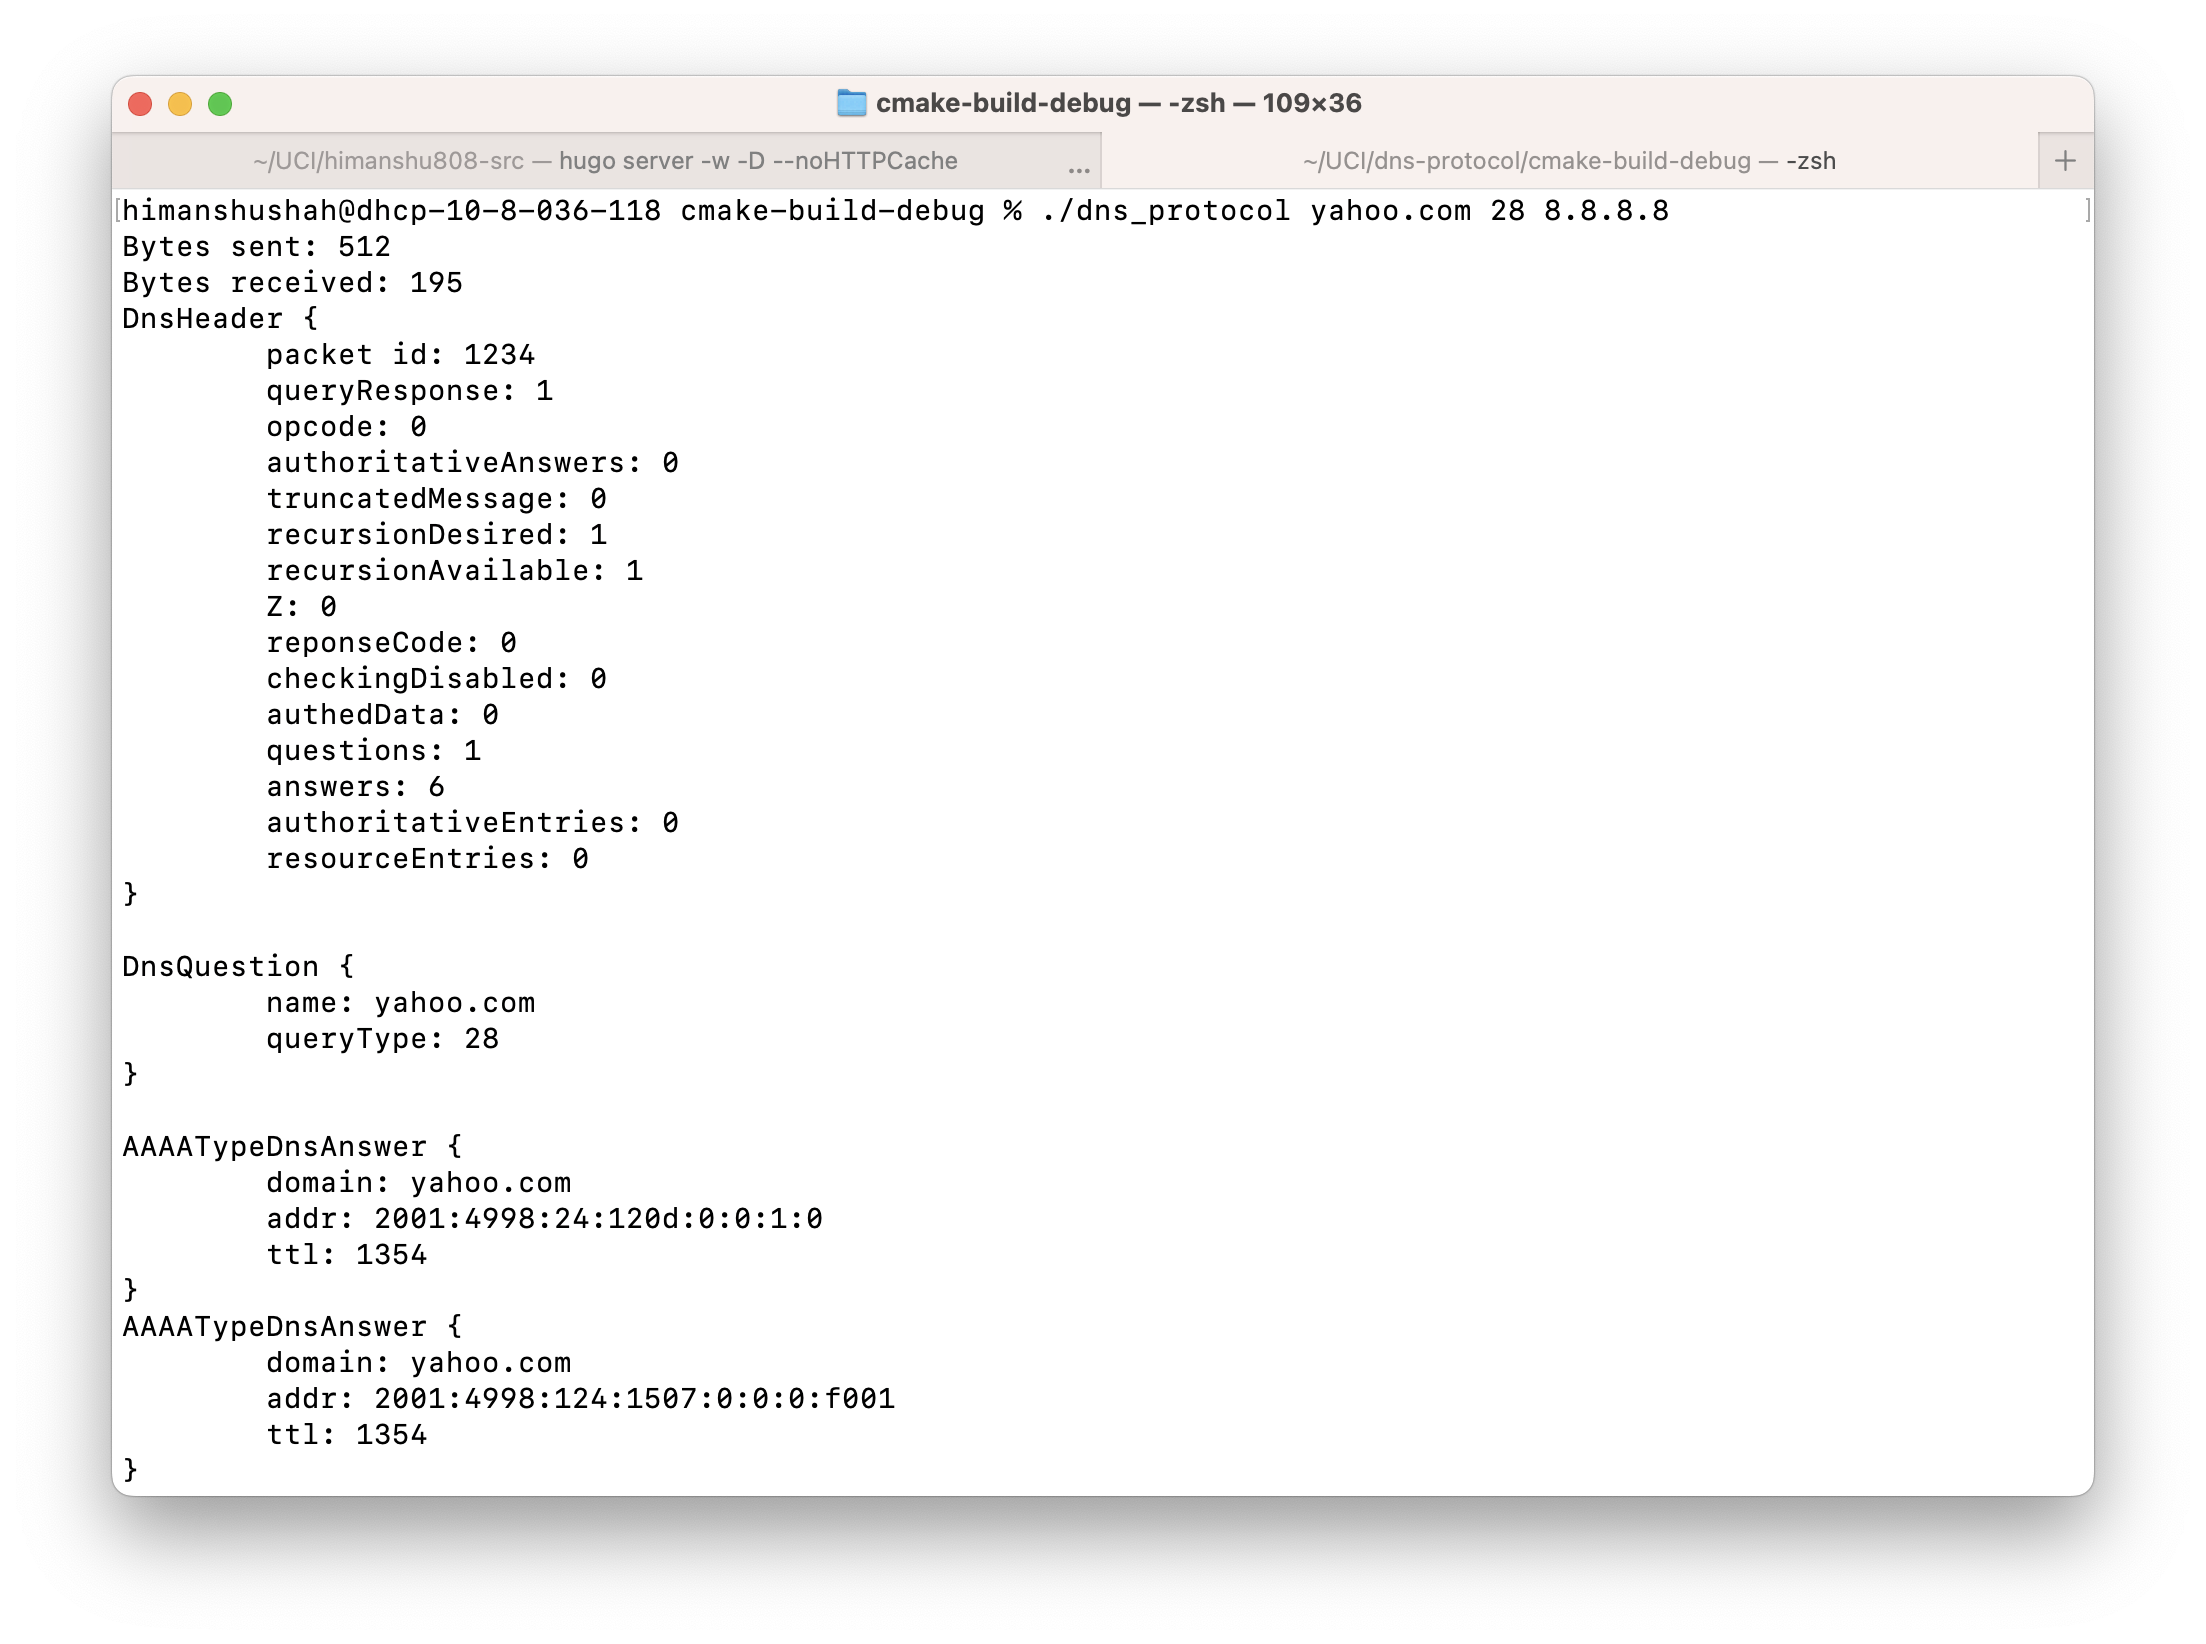 cmake-build-debug — -zsh — 109×36
~/UCI/himanshu808-src — hugo server -w -D --noHTTPCache ...
~/UCI/dns-protocol/cmake-build-debug — -zsh +
[himanshushah@dhcp-10-8-036-118 cmake-build-debug % ./dns_protocol yahoo.com 28 8.8.8.8 ]
Bytes sent: 512
Bytes received: 195
DnsHeader {
packet id: 1234
queryResponse: 1
opcode: 0
authoritativeAnswers: 0
truncatedMessage: 0
recursionDesired: 1
recursionAvailable: 1
Z: 0
reponseCode: 0
checkingDisabled: 0
authedData: 0
questions: 1
answers: 6
authoritativeEntries: 0
resourceEntries: 0
}
DnsQuestion {
name: yahoo.com
queryType: 28
}
AAAATypeDnsAnswer {
domain: yahoo.com
addr: 2001:4998:24:120d:0:0:1:0
ttl: 1354
}
AAAATypeDnsAnswer {
domain: yahoo.com
addr: 2001:4998:124:1507:0:0:0:f001
ttl: 1354
}